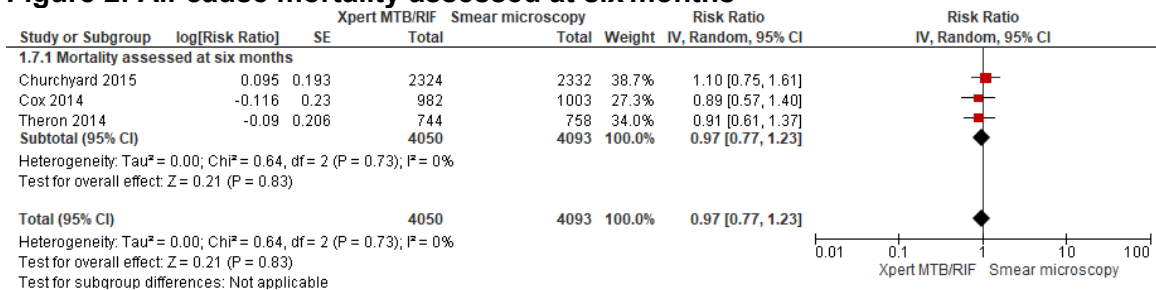 Figure 2. All-cause mortality assessed at six months
Xpert MTB/RIF Smear microscopy Risk Ratio Risk Ratio
Study or Subgroup log[Risk Ratio] SE Total Total Weight IV, Random, 95% CI IV, Random, 95% CI
1.7.1 Mortality assessed at six months
Churchyard 2015 0.095 0.193 2324 2332 38.7% 1.10 [0.75, 1.61]
Cox 2014 -0.116 0.23 982 1003 27.3% 0.89 [0.57, 1.40]
Theron 2014 -0.09 0.206 744 758 34.0% 0.91 [0.61, 1.37]
Subtotal (95% CI) 4050 4093 100.0% 0.97 [0.77, 1.23]
Heterogeneity: Tau² = 0.00; Chi² = 0.64, df = 2 (P = 0.73); I² = 0%
Test for overall effect: Z = 0.21 (P = 0.83)
Total (95% CI) 4050 4093 100.0% 0.97 [0.77, 1.23]
Heterogeneity: Tau² = 0.00; Chi² = 0.64, df = 2 (P = 0.73); I² = 0%
Test for overall effect: Z = 0.21 (P = 0.83)
Test for subgroup differences: Not applicable
0.01 0.1 1 10 100
Xpert MTB/RIF Smear microscopy